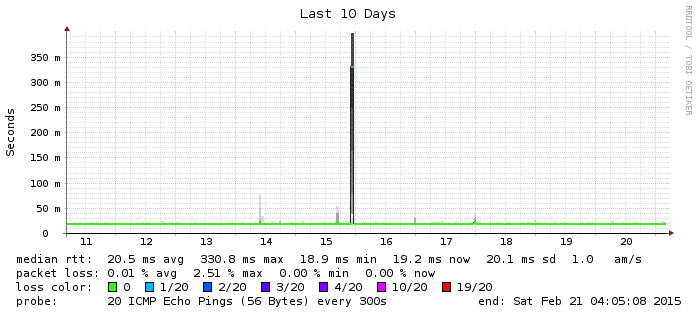 Last 10 Days
RRDTOOL / TOBI OETIKER
Seconds
350 m
300 m
250 m
200 m
150 m
100 m
50 m
0
11 12 13 14 15 16 17 18 19 20
median rtt: 20.5 ms avg 330.8 ms max 18.9 ms min 19.2 ms now 20.1 ms sd 1.0 am/s
packet loss: 0.01 % avg 2.51 % max 0.00 % min 0.00 % now
loss color: 0 1/20 2/20 3/20 4/20 10/20 19/20
probe: 20 ICMP Echo Pings (56 Bytes) every 300s end: Sat Feb 21 04:05:08 2015